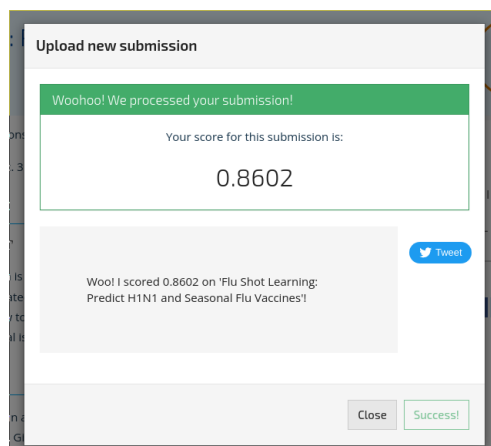 Upload new submission
Woohoo! We processed your submission!
Your score for this submission is:
0.8602
Woo! I scored 0.8602 on 'Flu Shot Learning:
Predict H1N1 and Seasonal Flu Vaccines'!
Tweet
Close
Success!